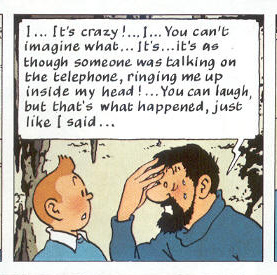 I... It's crazy!...I... You can't
imagine what... It's...it's as
though someone was talking on
the telephone, ringing me up
inside my head!...You can laugh,
but that's what happened, just
like I said...